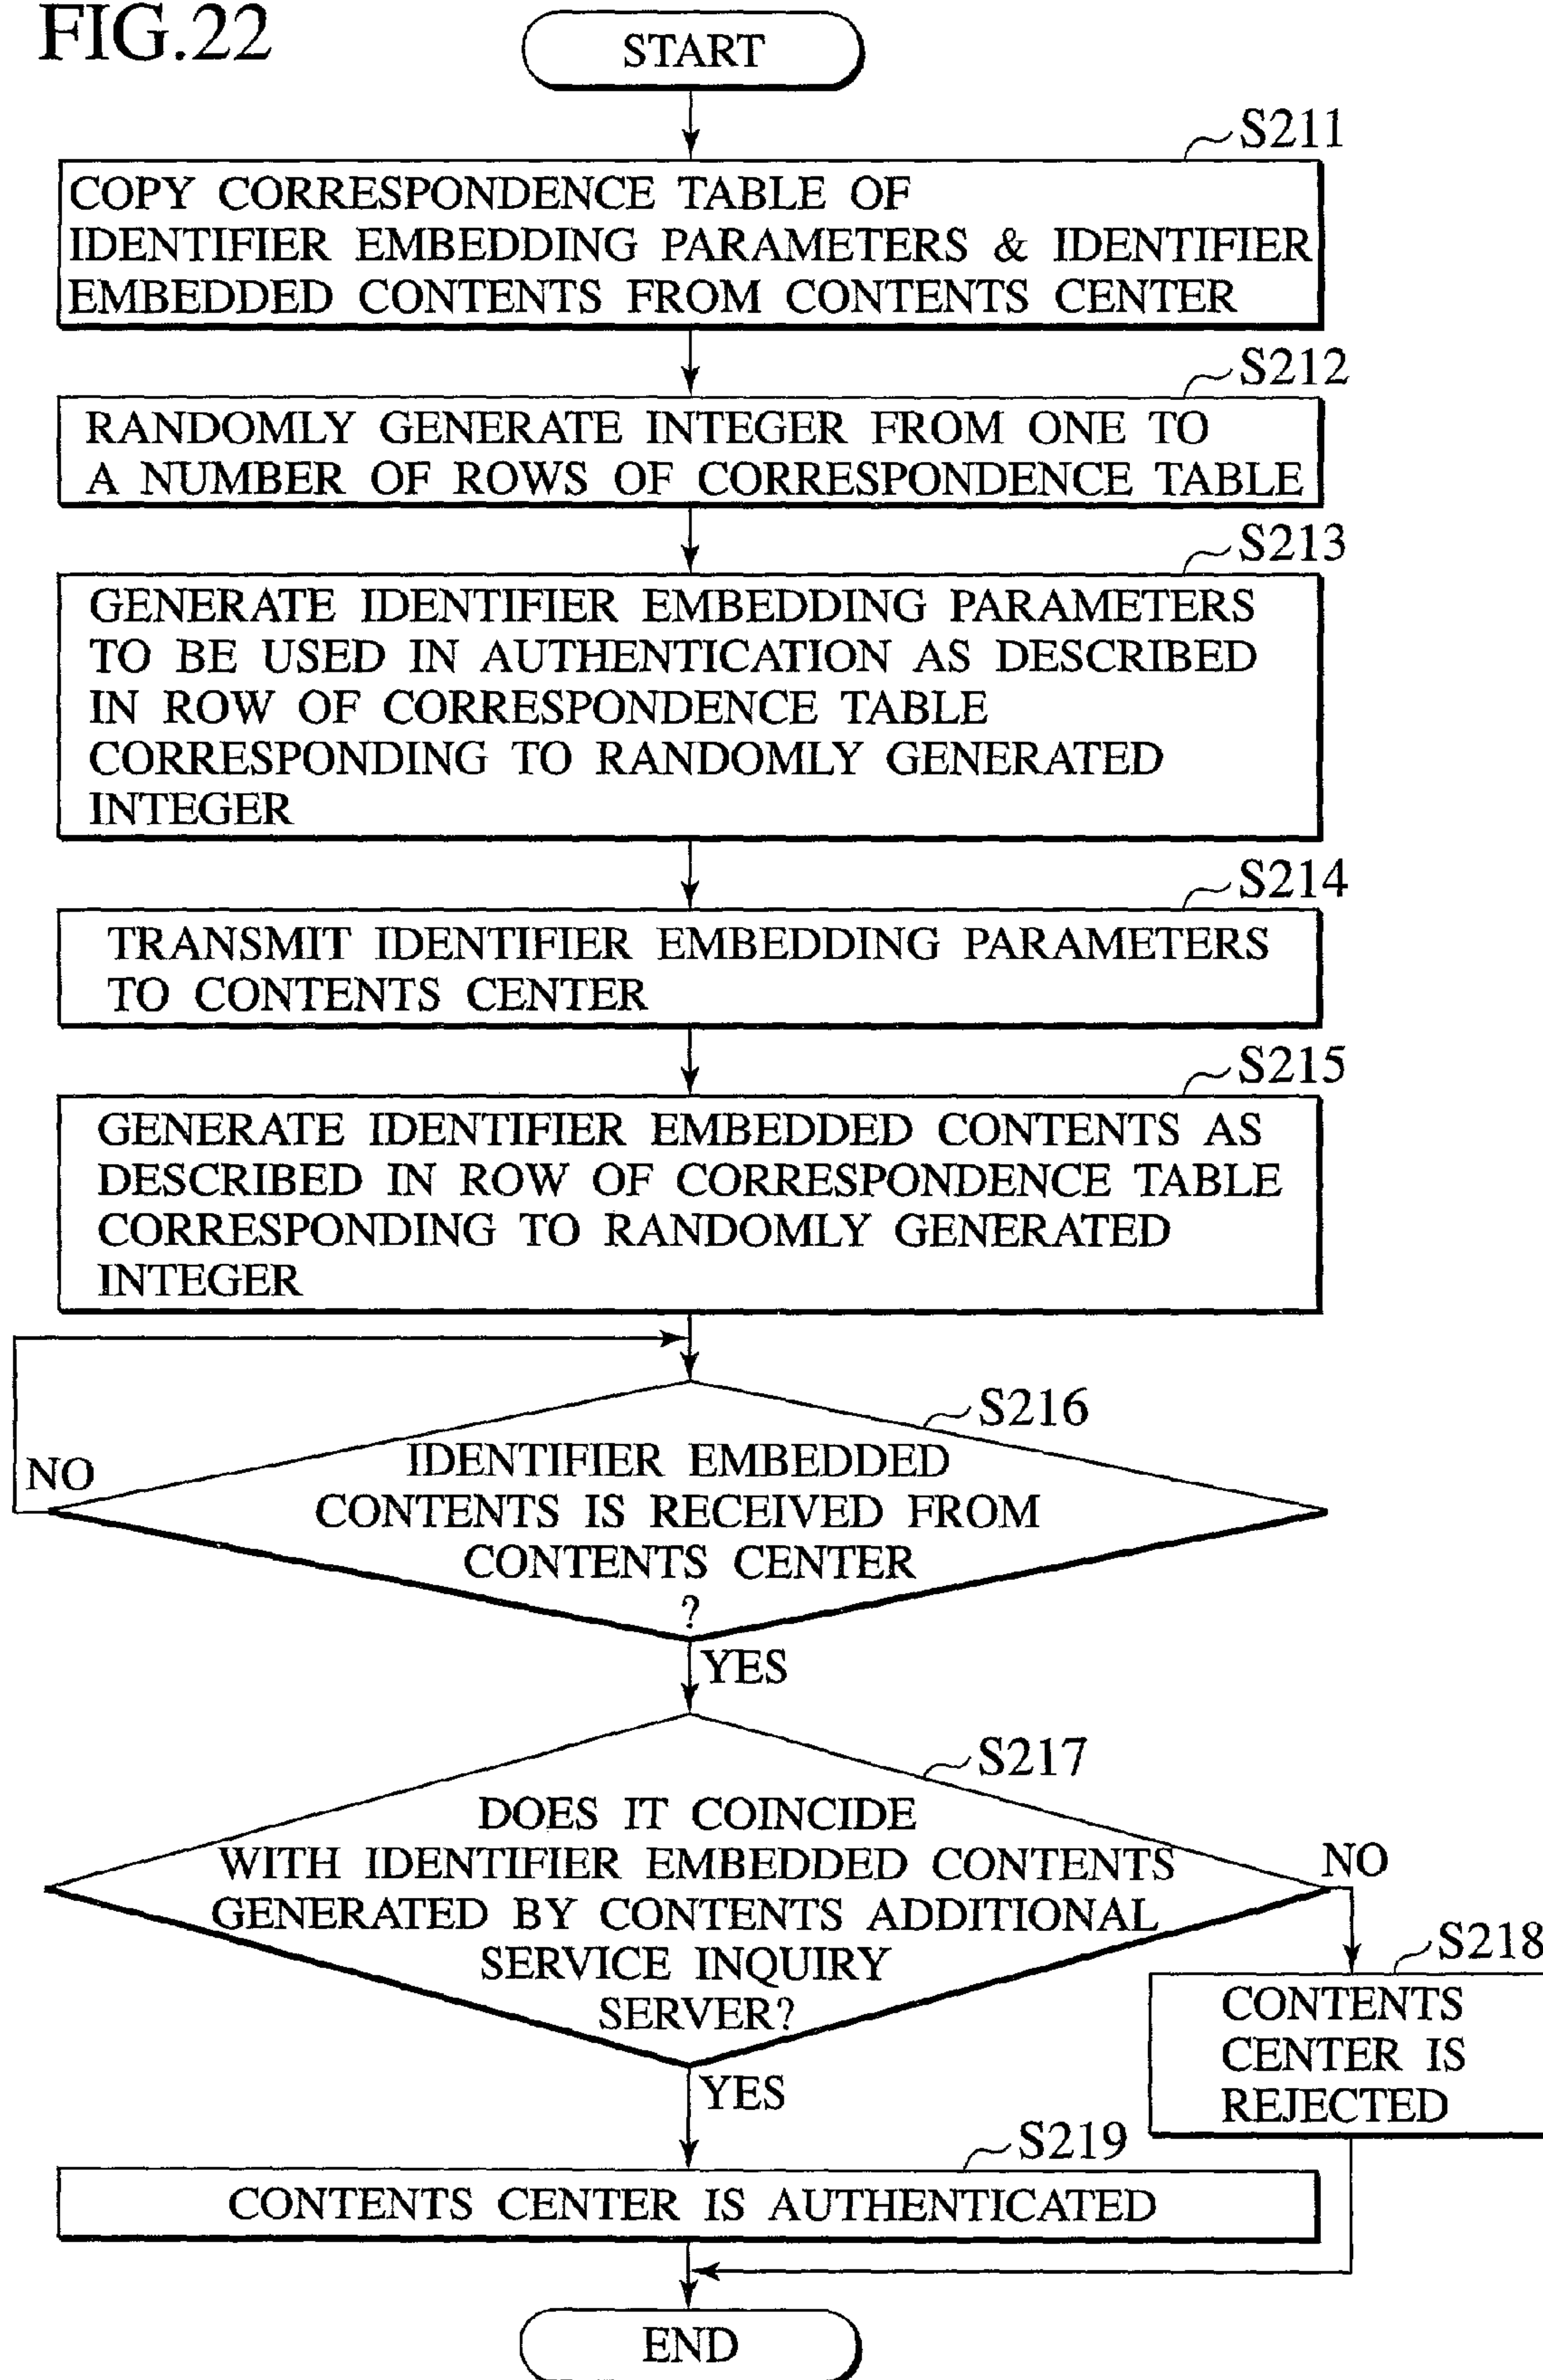 FIG.22
START
S211
COPY CORRESPONDENCE TABLE OF
IDENTIFIER EMBEDDING PARAMETERS & IDENTIFIER
EMBEDDED CONTENTS FROM CONTENTS CENTER
S212
RANDOMLY GENERATE INTEGER FROM ONE TO
A NUMBER OF ROWS OF CORRESPONDENCE TABLE
S213
GENERATE IDENTIFIER EMBEDDING PARAMETERS
TO BE USED IN AUTHENTICATION AS DESCRIBED
IN ROW OF CORRESPONDENCE TABLE
CORRESPONDING TO RANDOMLY GENERATED
INTEGER
S214
TRANSMIT IDENTIFIER EMBEDDING PARAMETERS
TO CONTENTS CENTER
S215
GENERATE IDENTIFIER EMBEDDED CONTENTS AS
DESCRIBED IN ROW OF CORRESPONDENCE TABLE
CORRESPONDING TO RANDOMLY GENERATED
INTEGER
S216
NO
IDENTIFIER EMBEDDED
CONTENTS IS RECEIVED FROM
CONTENTS CENTER
?
YES
S217
DOES IT COINCIDE
WITH IDENTIFIER EMBEDDED CONTENTS
GENERATED BY CONTENTS ADDITIONAL
SERVICE INQUIRY
SERVER?
NO
S218
CONTENTS
CENTER IS
REJECTED
YES
S219
CONTENTS CENTER IS AUTHENTICATED
END